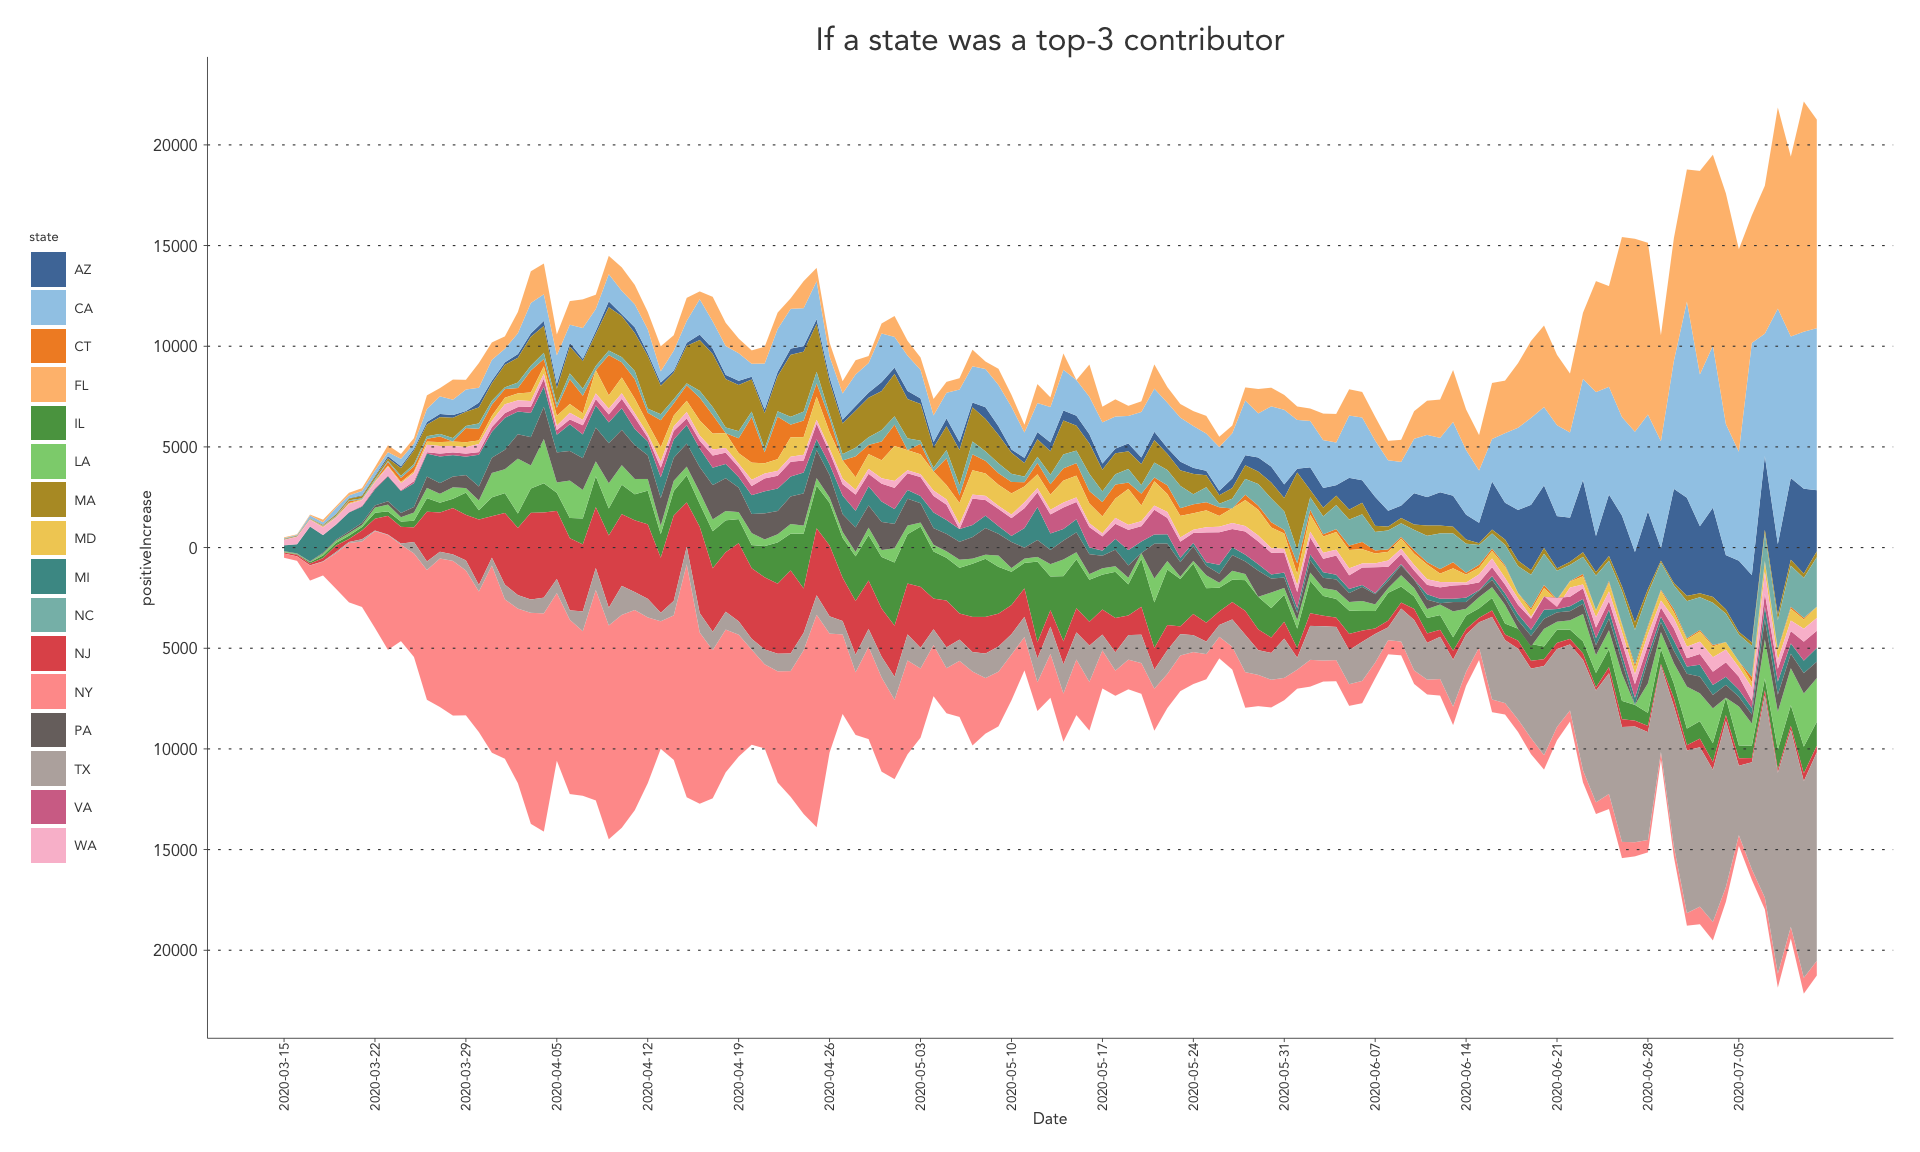 If a state was a top-3 contributor
state
AZ
CA
CT
FL
IL
LA
MA
MD
MI
NC
NJ
NY
PA
TX
VA
WA
positiveIncrease
20000
15000
10000
5000
0
5000
10000
15000
20000
2020-03-15
2020-03-22
2020-03-29
2020-04-05
2020-04-12
2020-04-19
2020-04-26
2020-05-03
2020-05-10
2020-05-17
2020-05-24
2020-05-31
2020-06-07
2020-06-14
2020-06-21
2020-06-28
2020-07-05
Date